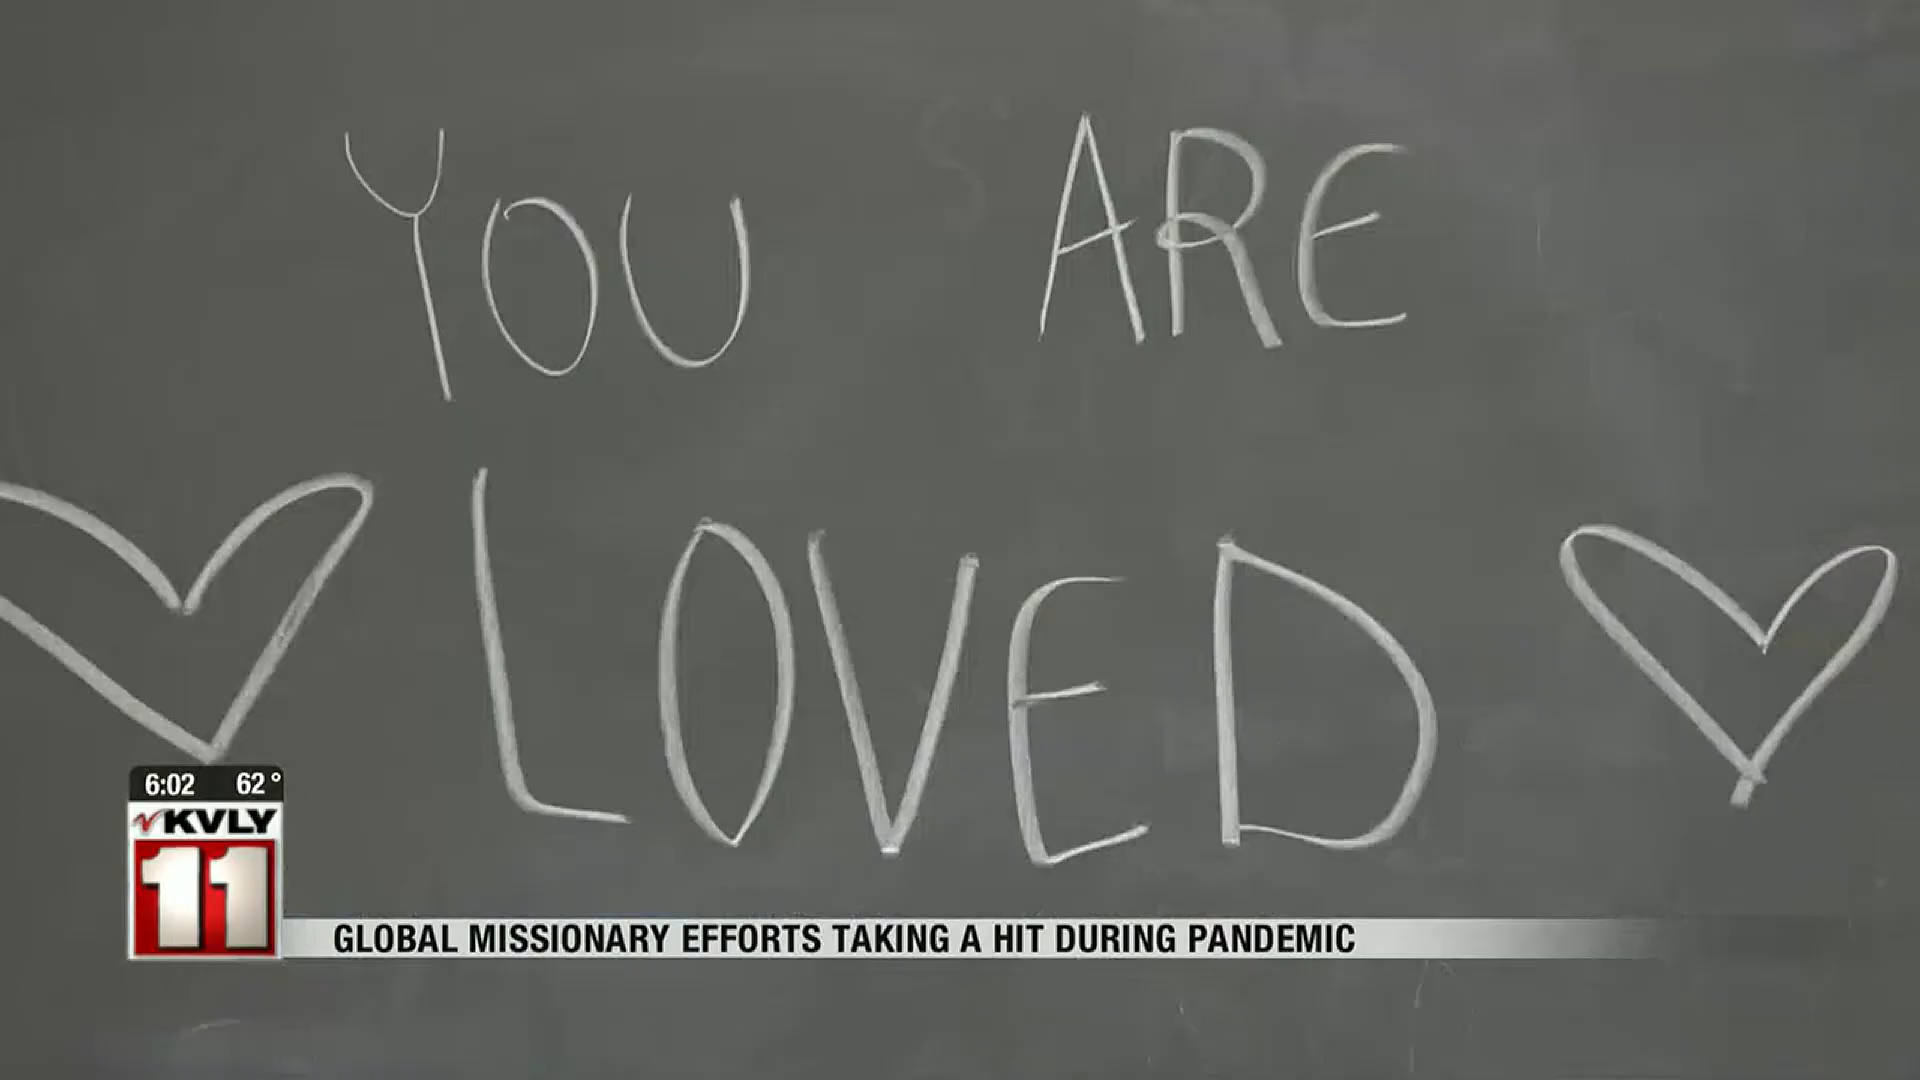 YOU ARE
LOVED
6:02 62°
KVLY
11
GLOBAL MISSIONARY EFFORTS TAKING A HIT DURING PANDEMIC